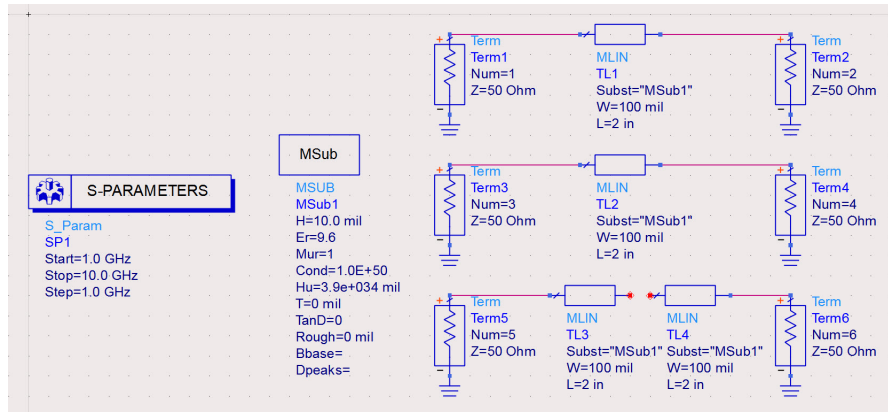 Term
Term1
Num=1
Z=50 Ohm
MLIN
TL1
Subst="MSub1"
W=100 mil
L=2 in
Term
Term2
Num=2
Z=50 Ohm
S-PARAMETERS
S_Param
SP1
Start=1.0 GHz
Stop=10.0 GHz
Step=1.0 GHz
MSub
MSUB
MSub1
H=10.0 mil
Er=9.6
Mur=1
Cond=1.0E+50
Hu=3.9e+034 mil
T=0 mil
TanD=0
Rough=0 mil
Bbase=
Dpeaks=
Term
Term3
Num=3
Z=50 Ohm
MLIN
TL2
Subst="MSub1"
W=100 mil
L=2 in
Term
Term4
Num=4
Z=50 Ohm
Term
Term5
Num=5
Z=50 Ohm
MLIN
TL3
Subst="MSub1"
W=100 mil
L=2 in
MLIN
TL4
Subst="MSub1"
W=100 mil
L=2 in
Term
Term6
Num=6
Z=50 Ohm